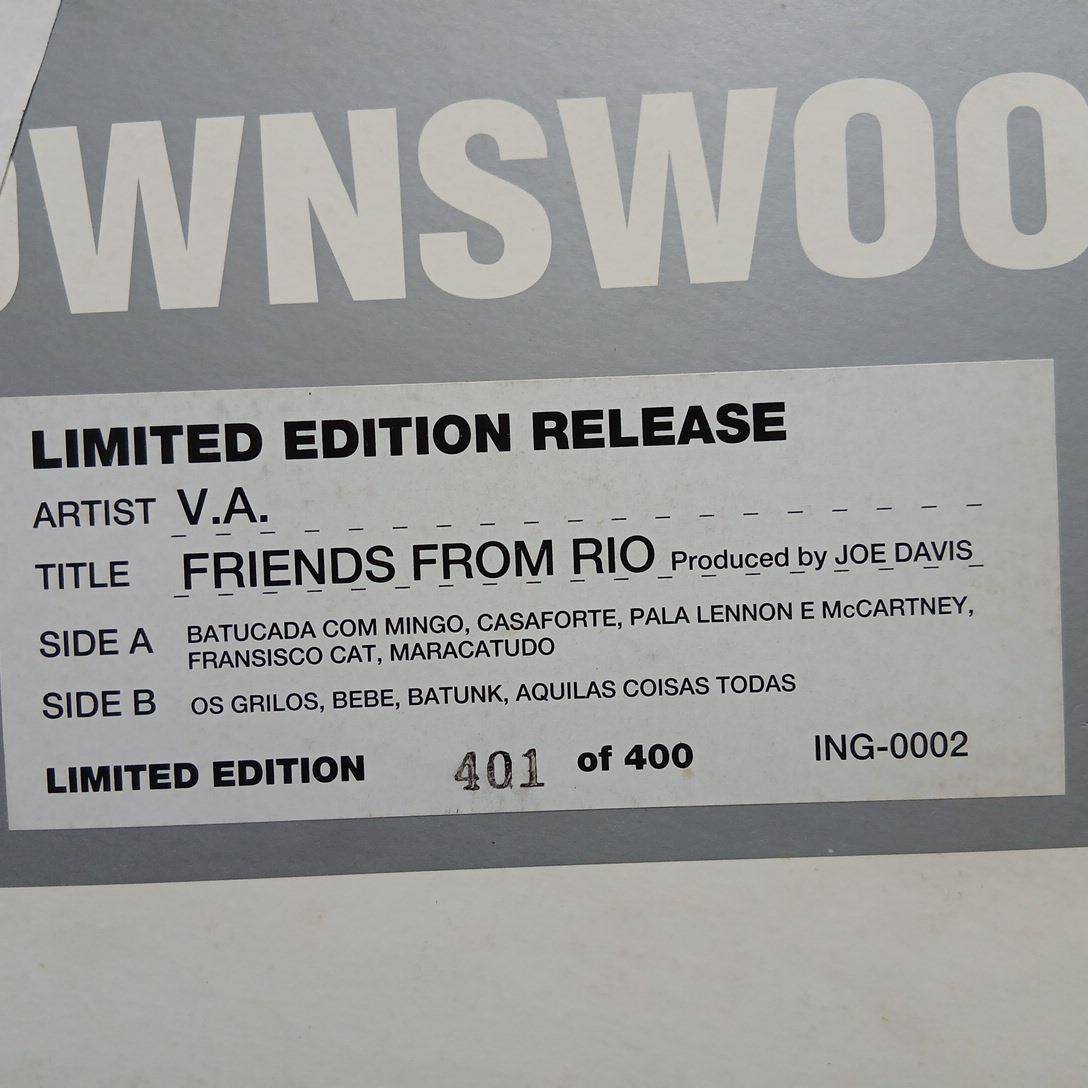 OWNSWOO
LIMITED EDITION RELEASE
ARTIST V.A.
TITLE FRIENDS FROM RIO Produced by JOE DAVIS
SIDE A BATUCADA COM MINGO, CASAFORTE, PALA LENNON E McCARTNEY,
FRANSISCO CAT, MARACATUDO
SIDE B OS GRILOS, BEBE, BATUNK, AQUILAS COISAS TODAS
LIMITED EDITION 401 of 400 ING-0002